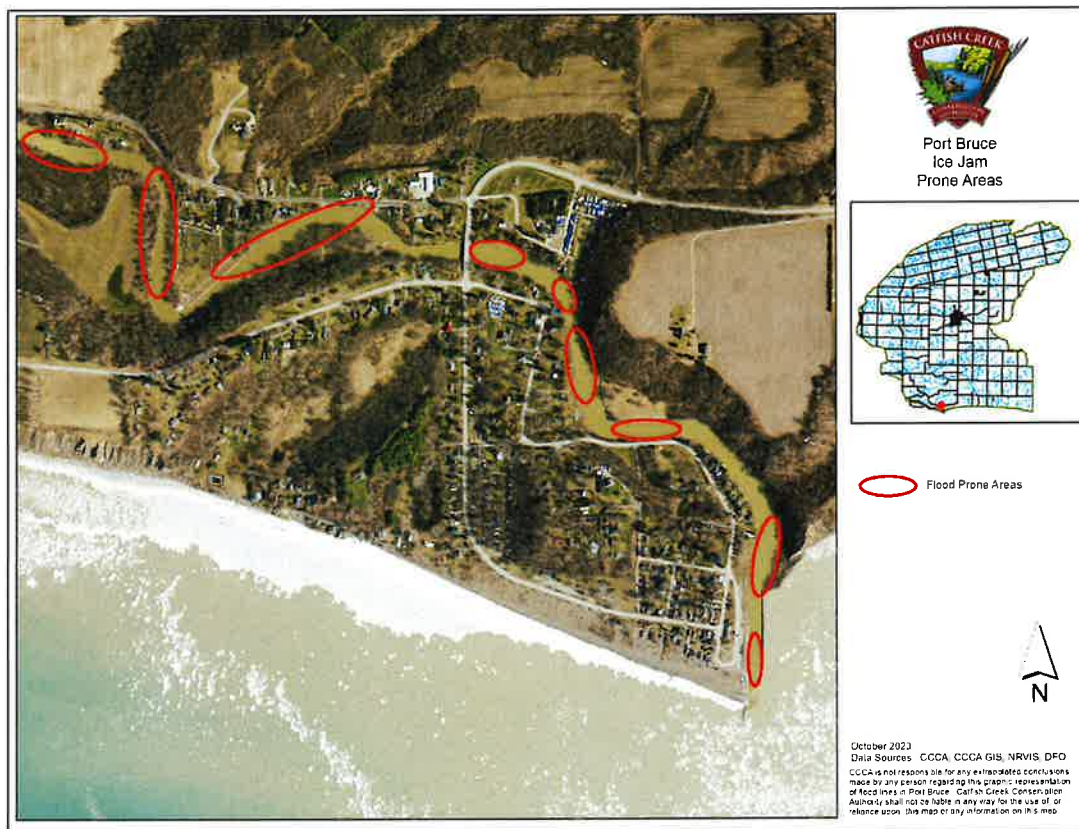 CATFISH CREEK
Port Bruce
Ice Jam
Prone Areas
Flood Prone Areas
N
October 2023
Data Sources CCCA, CCCA GIS, NRVIS, DFO
CCCA is not responsible for any extrapolated conclusions
made by any person regarding this graphic representation
of flood lines in Port Bruce. Catfish Creek Conservation
Authority shall not be liable in any way for the use of, or
reliance upon, this map or any information on this map.